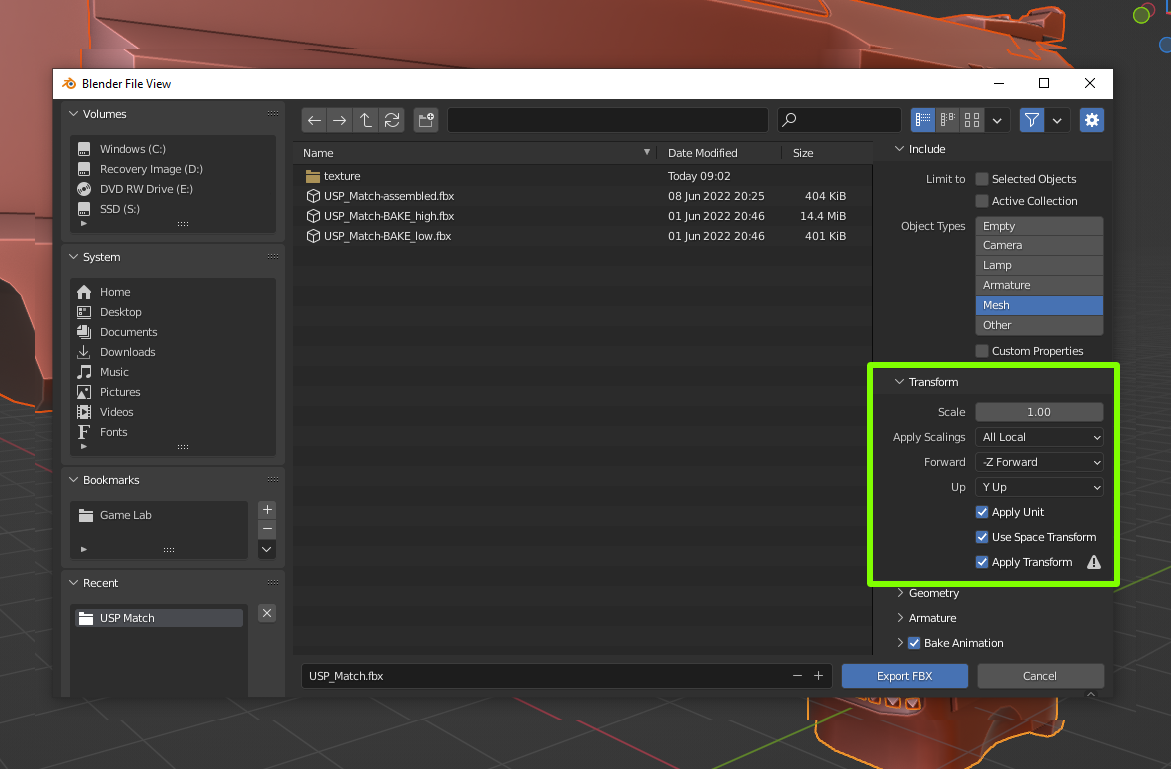 Blender File View
Volumes
Windows (C:)
Recovery Image (D:)
DVD RW Drive (E:)
SSD (S:)
System
Home
Desktop
Documents
Downloads
Music
Pictures
Videos
Fonts
Bookmarks
Game Lab
Recent
USP Match
Name Date Modified Size
texture Today 09:02
USP_Match-assembled.fbx 08 Jun 2022 20:25 404 KiB
USP_Match-BAKE_high.fbx 01 Jun 2022 20:46 14.4 MiB
USP_Match-BAKE_low.fbx 01 Jun 2022 20:46 401 KiB
USP_Match.fbx
Include
Limit to Selected Objects
Active Collection
Object Types Empty
Camera
Lamp
Armature
Mesh
Other
Custom Properties
Transform
Scale 1.00
Apply Scalings All Local
Forward -Z Forward
Up Y Up
Apply Unit
Use Space Transform
Apply Transform
Geometry
Armature
Bake Animation
Export FBX Cancel